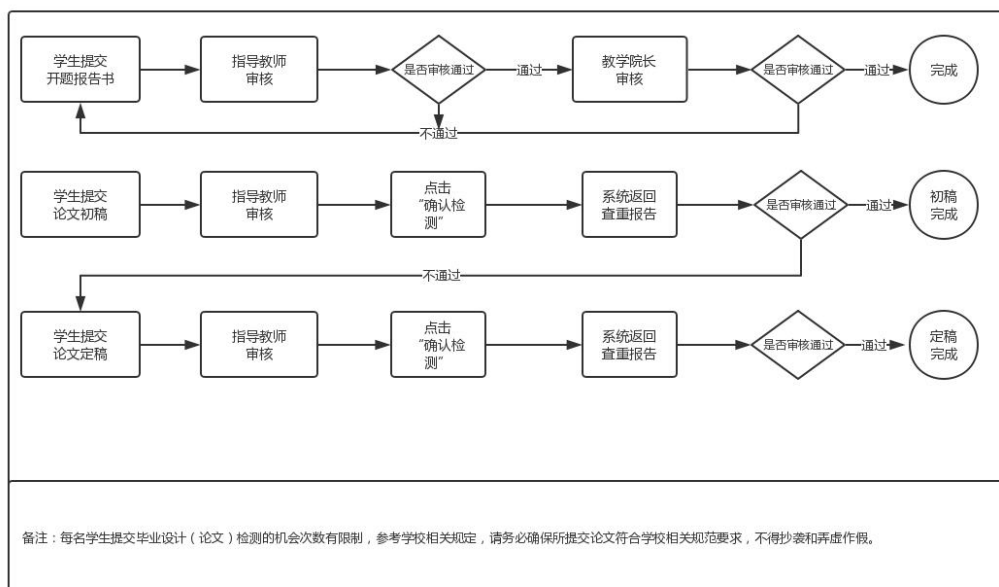 学生提交
开题报告书
指导教师
审核
是否审核通过
通过
教学院长
审核
是否审核通过
通过
完成
不通过
学生提交
论文初稿
指导教师
审核
点击
“确认检
测”
系统返回
查重报告
是否审核通过
通过
初稿
完成
不通过
学生提交
论文定稿
指导教师
审核
点击
“确认检
测”
系统返回
查重报告
是否审核通过
通过
定稿
完成
备注：每名学生提交毕业设计（论文）检测的机会次数有限制，参考学校相关规定，请务必确保所提交论文符合学校相关规范要求，不得抄袭和弄虚作假。